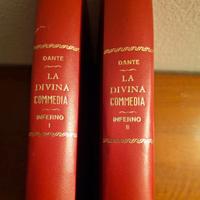 DANTE
LA
DIVINA
COMMEDIA
INFERNO
I
DANTE
LA
DIVINA
COMMEDIA
INFERNO
II